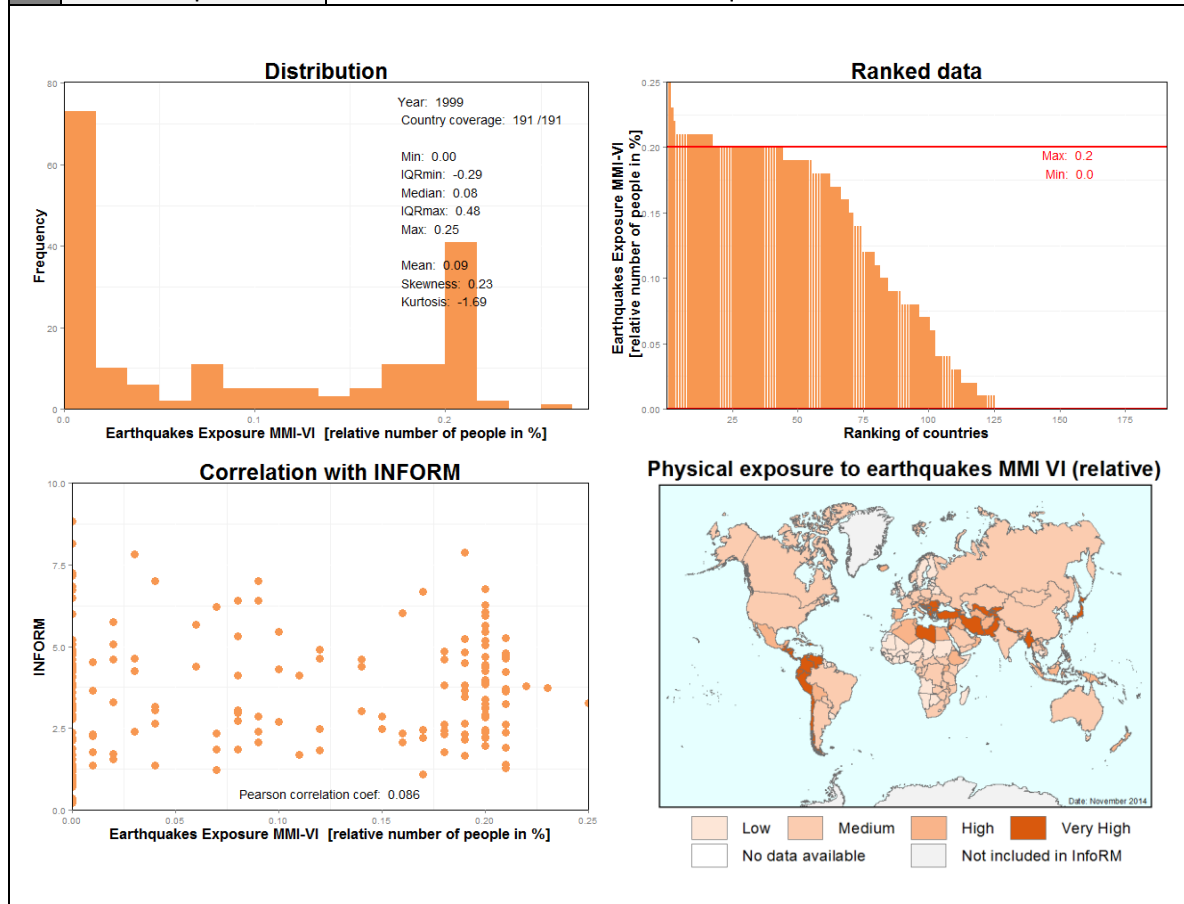 Distribution
80
60
40
20
0
Frequency
Year: 1999
Country coverage: 191 /191
Min: 0.00
IQRmin: -0.29
Median: 0.08
IQRmax: 0.48
Max: 0.25
Mean: 0.09
Skewness: 0.23
Kurtosis: -1.69
0.0 0.1 0.2
Earthquakes Exposure MMI-VI [relative number of people in %]
Ranked data
0.25
0.20
0.15
0.10
0.05
0.00
Earthquakes Exposure MMI-VI
[relative number of people in %]
Max: 0.2
Min: 0.0
25 50 75 100 125 150 175
Ranking of countries
Correlation with INFORM
10.0
7.5
5.0
2.5
0.0
INFORM
Pearson correlation coef: 0.086
0.00 0.05 0.10 0.15 0.20 0.25
Earthquakes Exposure MMI-VI [relative number of people in %]
Physical exposure to earthquakes MMI VI (relative)
Date: November 2014
Low Medium High Very High
No data available Not included in InfoRM